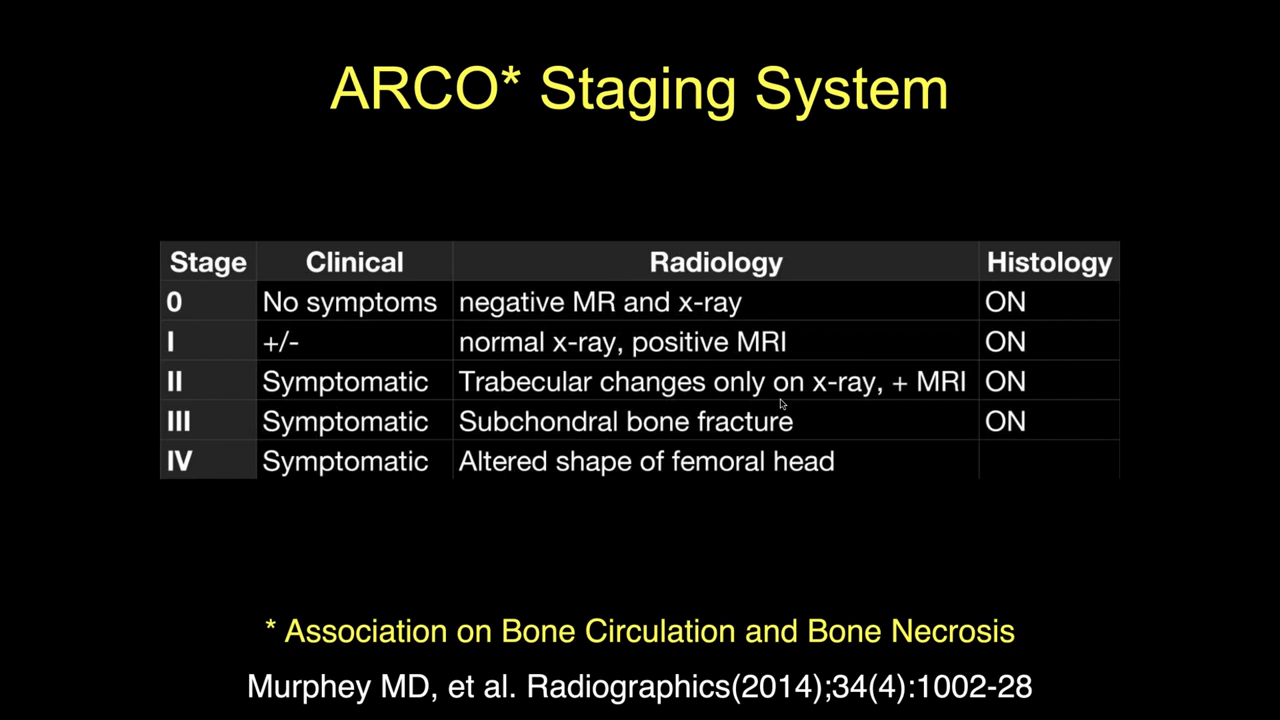 ARCO* Staging System
Stage Clinical Radiology Histology
0 No symptoms negative MR and x-ray ON
I +/- normal x-ray, positive MRI ON
II Symptomatic Trabecular changes only on x-ray, + MRI ON
III Symptomatic Subchondral bone fracture ON
IV Symptomatic Altered shape of femoral head
* Association on Bone Circulation and Bone Necrosis
Murphey MD, et al. Radiographics(2014);34(4):1002-28